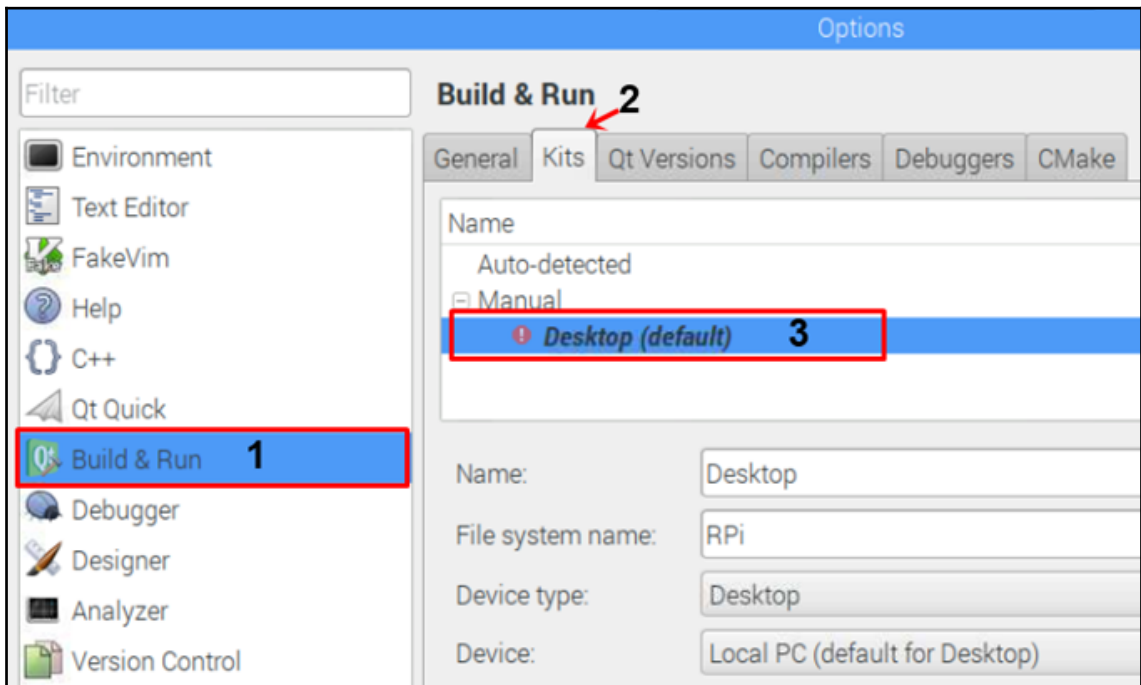 Options
Filter
Environment
Text Editor
FakeVim
Help
C++
Qt Quick
Build & Run 1
Debugger
Designer
Analyzer
Version Control
Build & Run 2
General Kits Qt Versions Compilers Debuggers CMake
Name
Auto-detected
Manual
Desktop (default) 3
Name: Desktop
File system name: RPi
Device type: Desktop
Device: Local PC (default for Desktop)